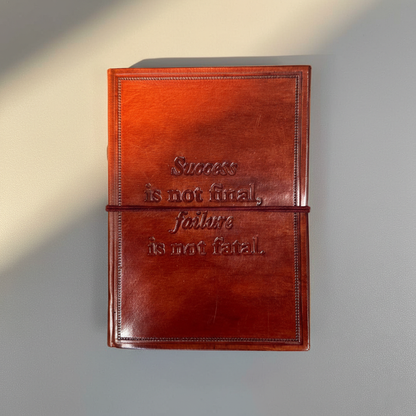 Success
is not final,
failure
is not fatal.